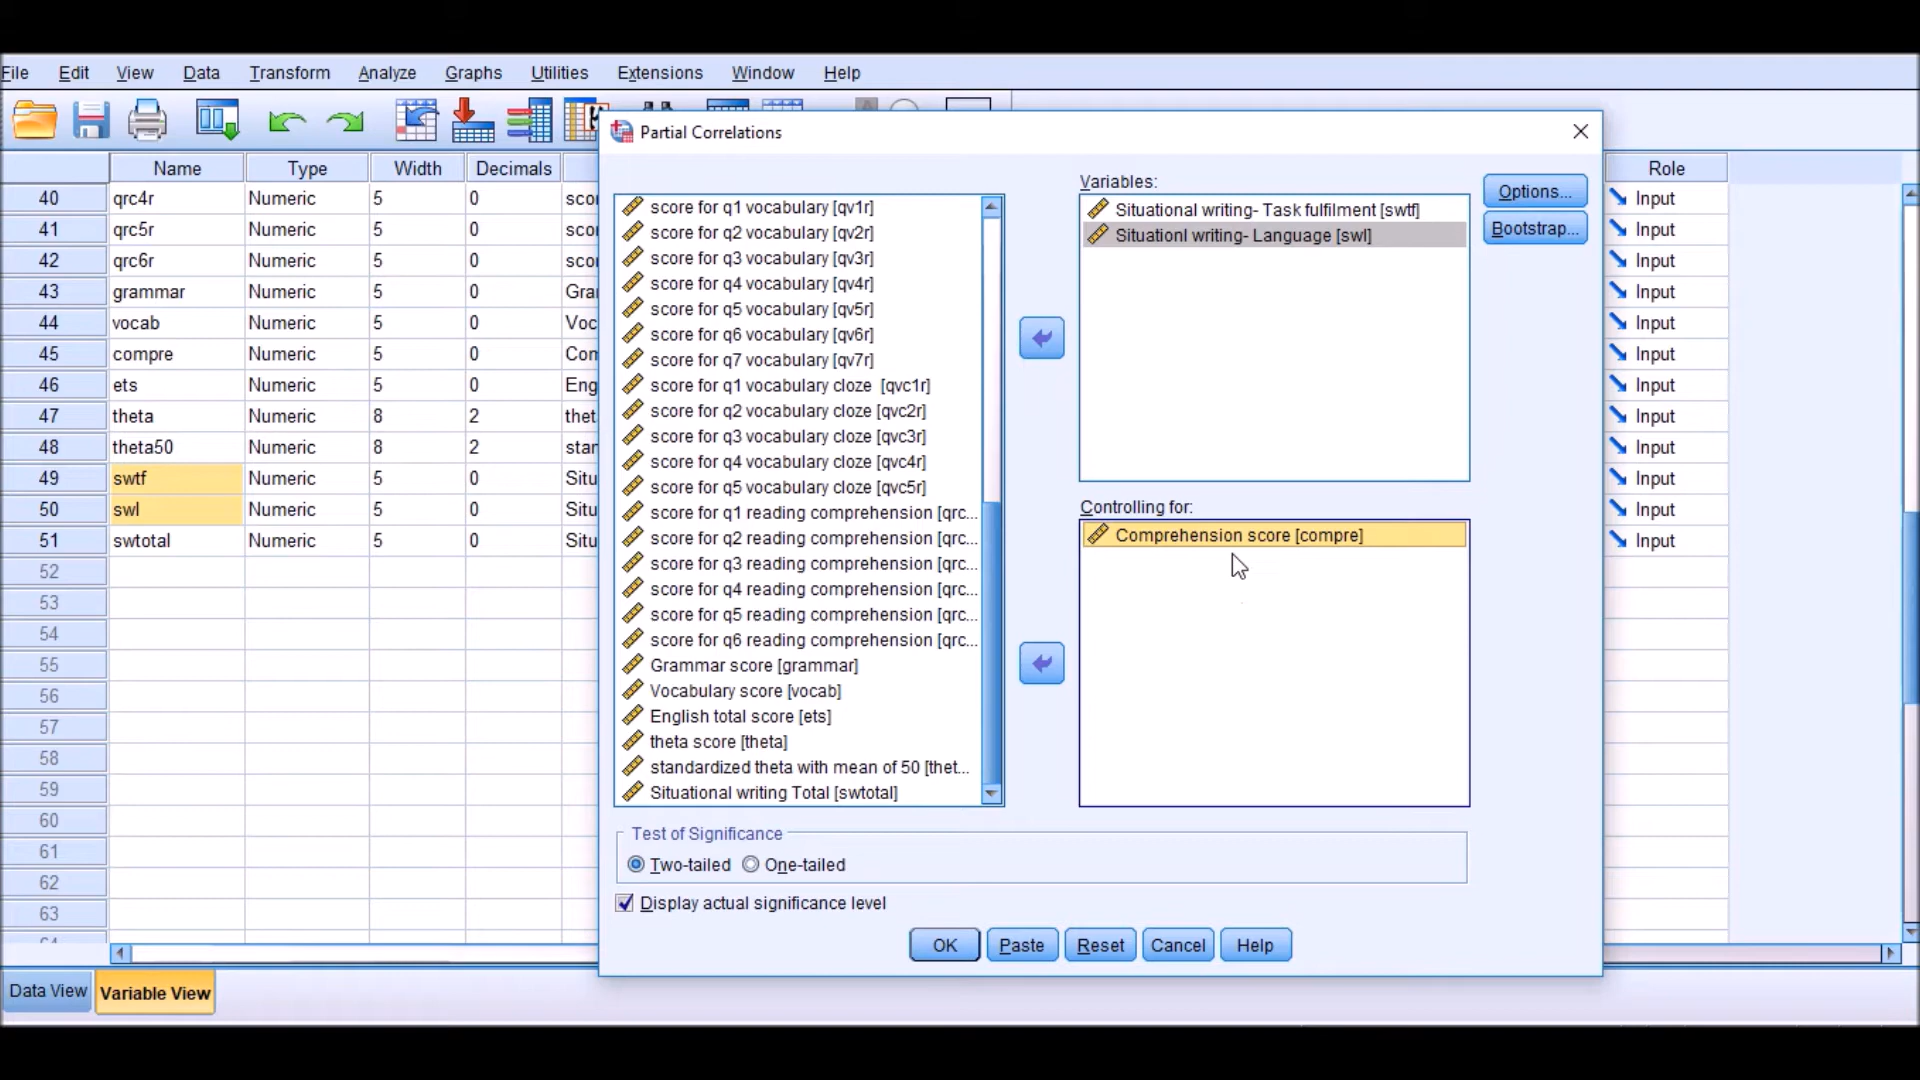 File Edit View Data Transform Analyze Graphs Utilities Extensions Window Help
Partial Correlations
Name Type Width Decimals
Role
40 qrc4r Numeric 5 0
41 qrc5r Numeric 5 0
42 qrc6r Numeric 5 0
43 grammar Numeric 5 0
44 vocab Numeric 5 0
45 compre Numeric 5 0
46 ets Numeric 5 0
47 theta Numeric 8 2
48 theta50 Numeric 8 2
49 swtf Numeric 5 0
50 swl Numeric 5 0
51 swtotal Numeric 5 0
52
53
54
55
56
57
58
59
60
61
62
63
score for q1 vocabulary [qv1r]
score for q2 vocabulary [qv2r]
score for q3 vocabulary [qv3r]
score for q4 vocabulary [qv4r]
score for q5 vocabulary [qv5r]
score for q6 vocabulary [qv6r]
score for q7 vocabulary [qv7r]
score for q1 vocabulary cloze [qvc1r]
score for q2 vocabulary cloze [qvc2r]
score for q3 vocabulary cloze [qvc3r]
score for q4 vocabulary cloze [qvc4r]
score for q5 vocabulary cloze [qvc5r]
score for q1 reading comprehension [qrc...
score for q2 reading comprehension [qrc...
score for q3 reading comprehension [qrc...
score for q4 reading comprehension [qrc...
score for q5 reading comprehension [qrc...
score for q6 reading comprehension [qrc...
Grammar score [grammar]
Vocabulary score [vocab]
English total score [ets]
theta score [theta]
standardized theta with mean of 50 [thet...
Situational writing Total [swtotal]
Variables:
Situational writing- Task fulfilment [swtf]
Situationl writing- Language [swl]
Controlling for:
Comprehension score [compre]
Options...
Bootstrap...
Input
Input
Input
Input
Input
Input
Input
Input
Input
Input
Input
Input
Test of Significance
Two-tailed One-tailed
Display actual significance level
OK Paste Reset Cancel Help
Data View Variable View